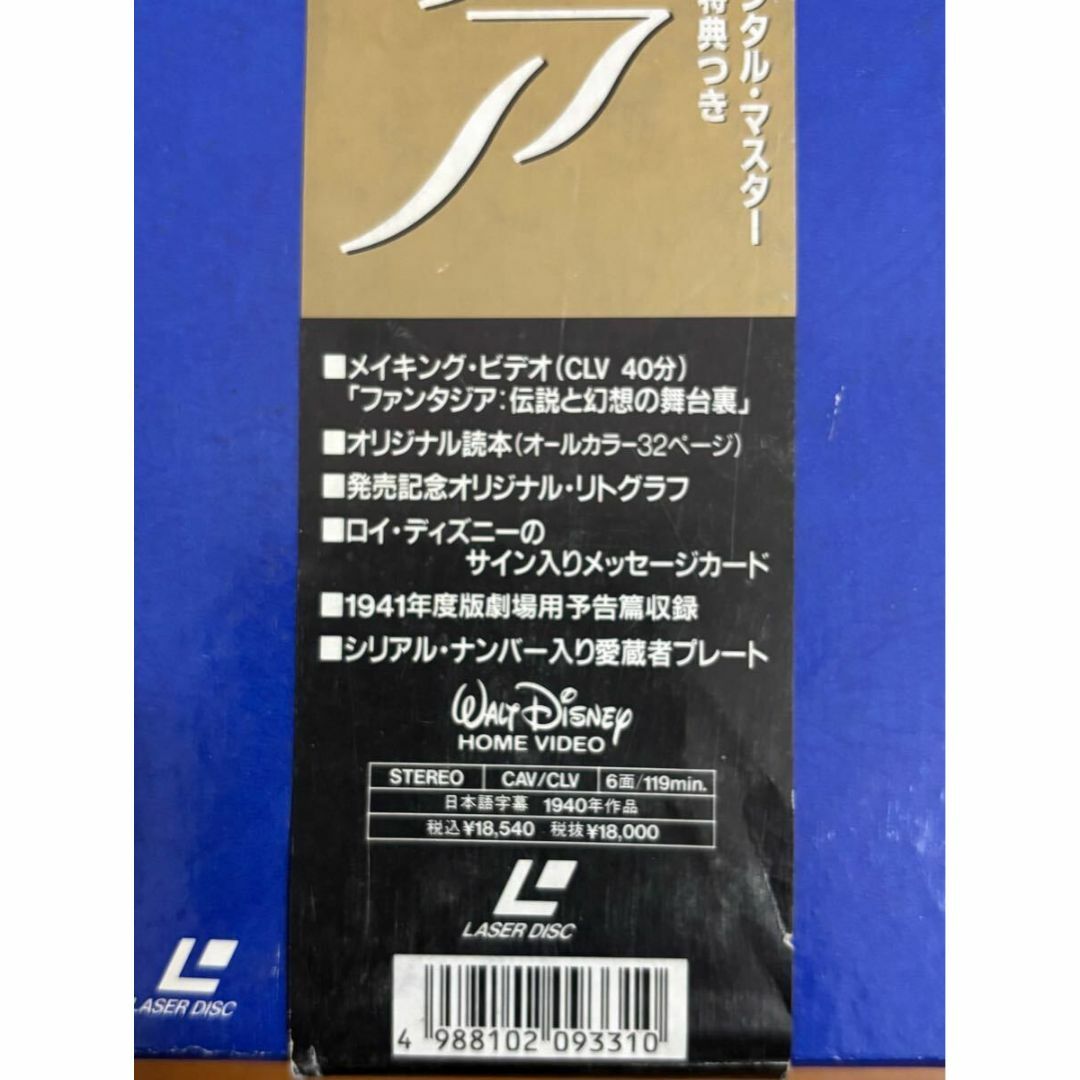 ア
タル・マスター
特典つき
■メイキング・ビデオ(CLV 40分)
「ファンタジア:伝説と幻想の舞台裏」
■オリジナル読本(オールカラー32ページ)
■発売記念オリジナル・リトグラフ
■ロイ・ディズニーの
サイン入りメッセージカード
■1941年度版劇場用予告篇収録
■シリアル・ナンバー入り愛蔵者プレート
WALT DISNEY
HOME VIDEO
STEREO CAV/CLV 6面/119min.
日本語字幕 1940年作品
税込¥18,540 税抜¥18,000
LASER DISC
LASER DISC
4 988102 093310